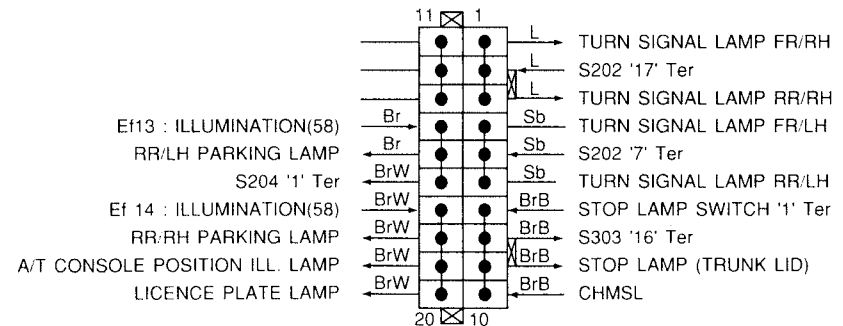 11 1
L TURN SIGNAL LAMP FR/RH
L S202 '17' Ter
L TURN SIGNAL LAMP RR/RH
Ef13 : ILLUMINATION(58) Br Sb TURN SIGNAL LAMP FR/LH
RR/LH PARKING LAMP Br Sb S202 '7' Ter
S204 '1' Ter BrW Sb TURN SIGNAL LAMP RR/LH
Ef 14 : ILLUMINATION(58) BrW BrB STOP LAMP SWITCH '1' Ter
RR/RH PARKING LAMP BrW BrB S303 '16' Ter
A/T CONSOLE POSITION ILL. LAMP BrW BrB STOP LAMP (TRUNK LID)
LICENCE PLATE LAMP BrW BrB CHMSL
20 10